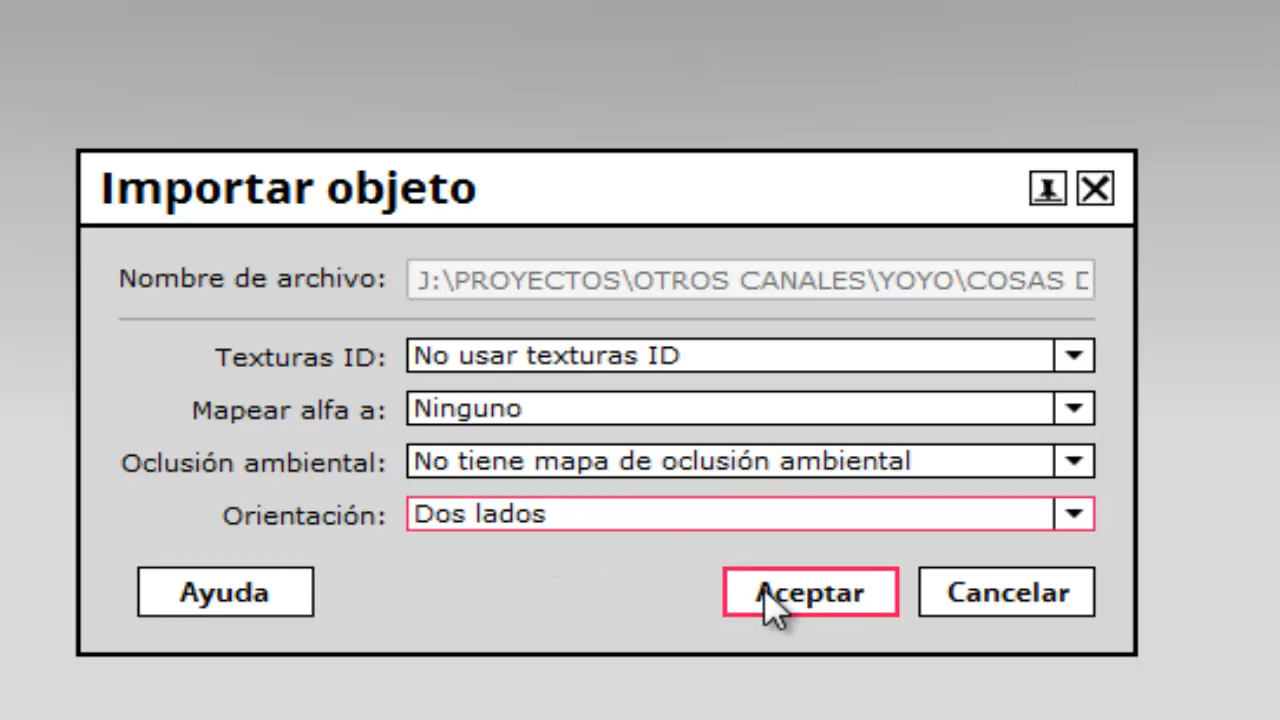 Importar objeto
Nombre de archivo: J:\PROYECTOS\OTROS CANALES\YOYO\COSAS D
Texturas ID: No usar texturas ID
Mapear alfa a: Ninguno
Oclusión ambiental: No tiene mapa de oclusión ambiental
Orientación: Dos lados
Ayuda Aceptar Cancelar